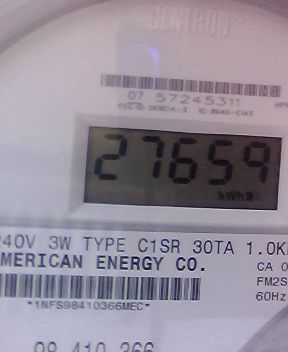 CENTRON®
07 57245311
27659
kWh
240V 3W TYPE C1SR 30TA 1.0K
AMERICAN ENERGY CO.
CA 0
FM2S
60Hz
*1NFS98410366MEC*
98 410 366